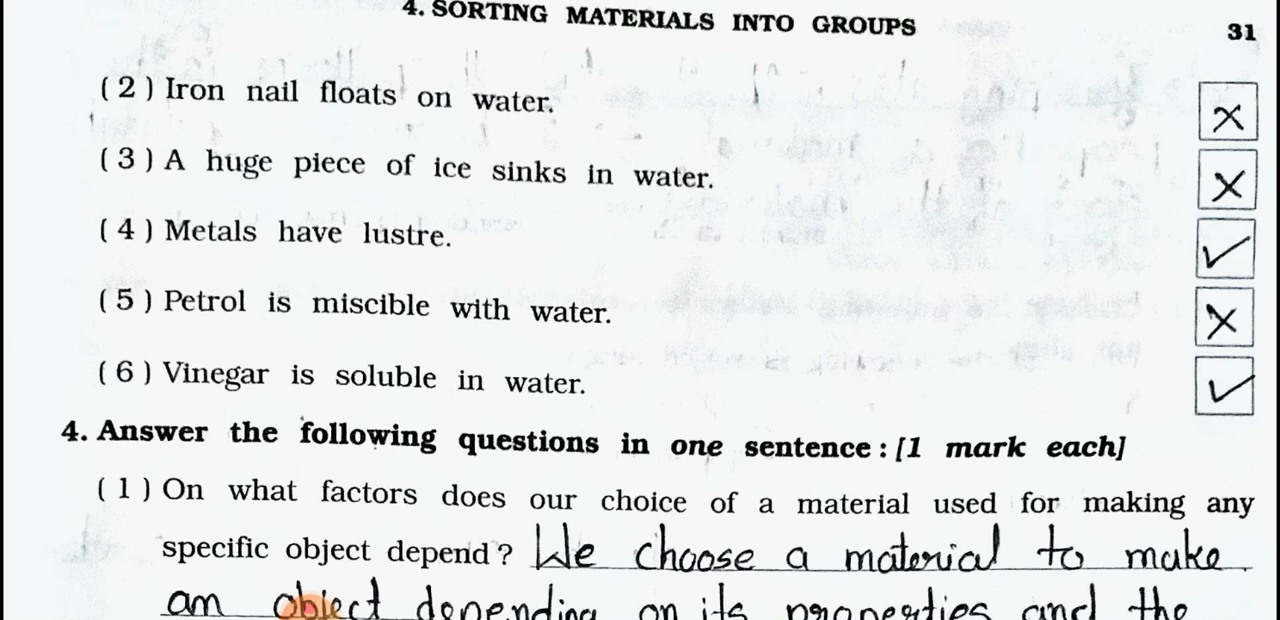 4. SORTING MATERIALS INTO GROUPS 31
( 2 ) Iron nail floats on water. ×
( 3 ) A huge piece of ice sinks in water. ×
( 4 ) Metals have lustre. ✓
( 5 ) Petrol is miscible with water. ×
( 6 ) Vinegar is soluble in water. ✓
4. Answer the following questions in one sentence : [1 mark each]
( 1 ) On what factors does our choice of a material used for making any
specific object depend ? We choose a material to make
an object depending on its properties and the